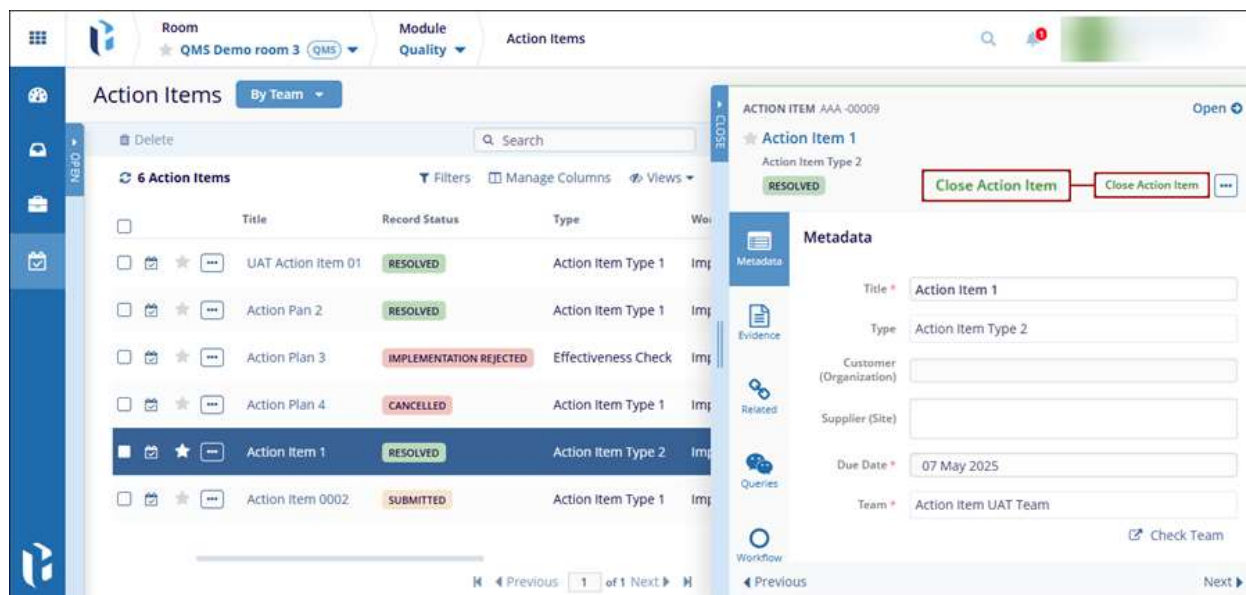 Room
QMS Demo room 3 QMS
Module
Quality
Action Items
1
Action Items
By Team
OPEN
Delete
Search
6 Action Items
Filters
Manage Columns
Views
Title Record Status Type
UAT Action Item 01 RESOLVED Action Item Type 1
Action Pan 2 RESOLVED Action Item Type 1
Action Plan 3 IMPLEMENTATION REJECTED Effectiveness Check
Action Plan 4 CANCELLED Action Item Type 1
Action Item 1 RESOLVED Action Item Type 2
Action Item 0002 SUBMITTED Action Item Type 1
Previous 1 of 1 Next
CLOSE
ACTION ITEM AAA -00009 Open
Action Item 1
Action Item Type 2
RESOLVED
Close Action Item
Close Action Item
Metadata
Evidence
Related
Queries
Workflow
Metadata
Title * Action Item 1
Type Action Item Type 2
Customer
(Organization)
Supplier (Site)
Due Date * 07 May 2025
Team * Action Item UAT Team
Check Team
Previous Next